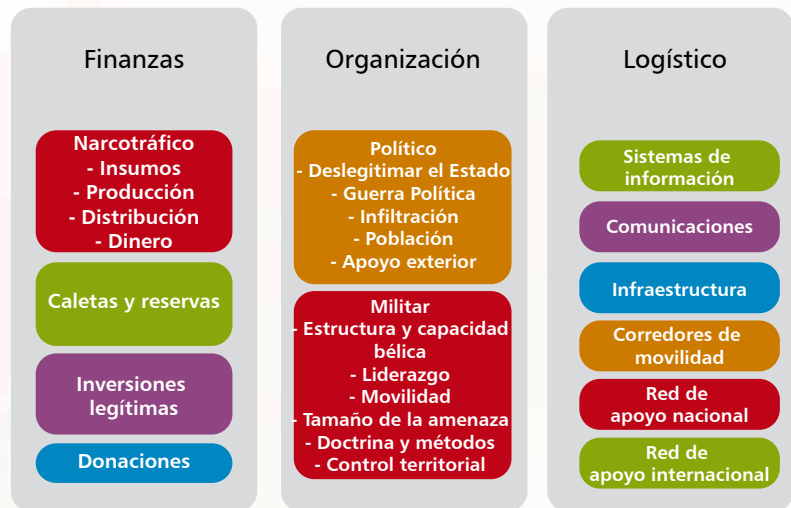 Finanzas
Narcotráfico
- Insumos
- Producción
- Distribución
- Dinero
Caletas y reservas
Inversiones
legítimas
Donaciones
Organización
Político
- Deslegitimar el Estado
- Guerra Política
- Infiltración
- Población
- Apoyo exterior
Militar
- Estructura y capacidad
bélica
- Liderazgo
- Movilidad
- Tamaño de la amenaza
- Doctrina y métodos
- Control territorial
Logístico
Sistemas de
información
Comunicaciones
Infraestructura
Corredores de
movilidad
Red de
apoyo nacional
Red de
apoyo internacional